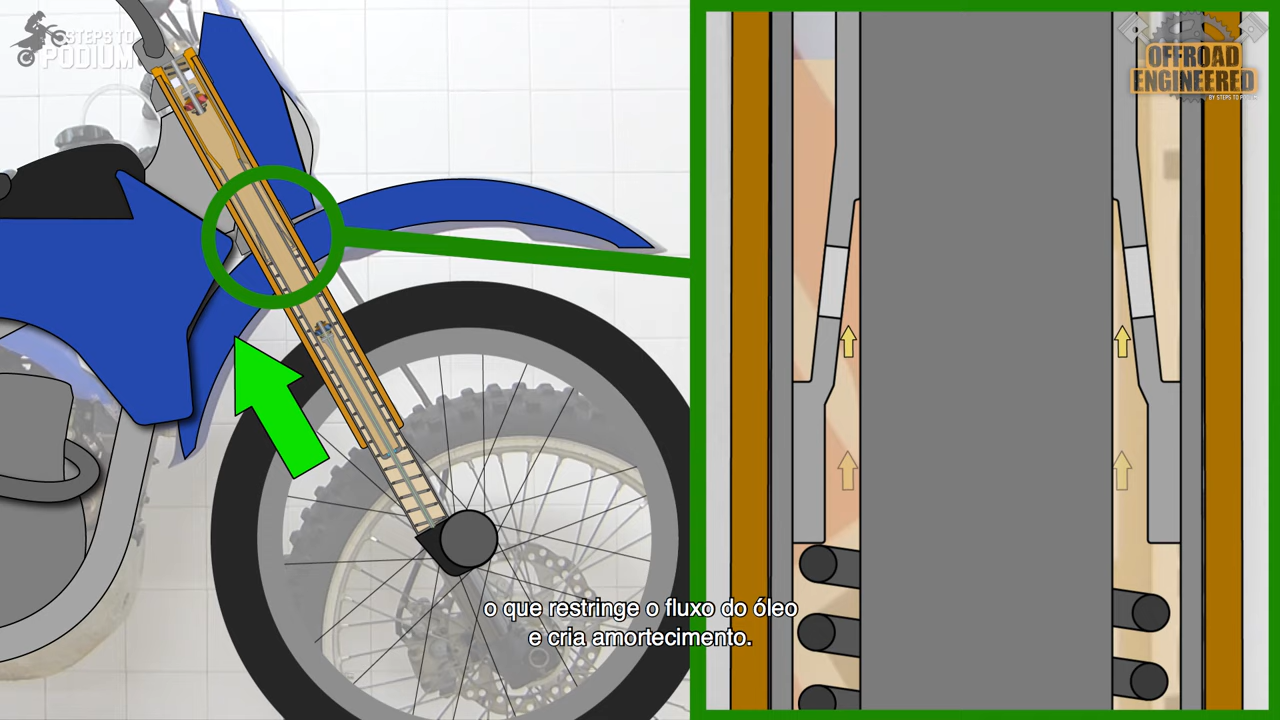 STEPS TO
PODIUM
OFFROAD
ENGINEERED
BY STEPS TO PODIUM
o que restringe o fluxo do óleo
e cria amortecimento.